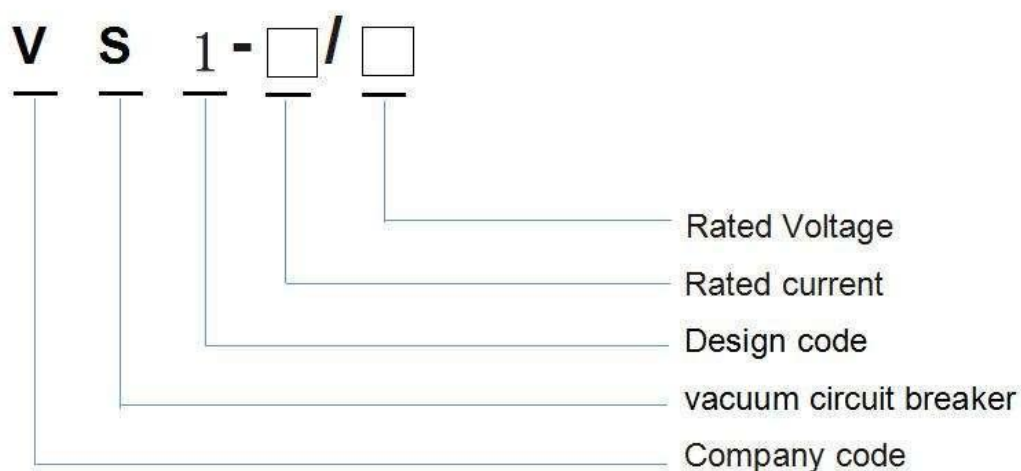 V S 1 - □ / □
Rated Voltage
Rated current
Design code
vacuum circuit breaker
Company code